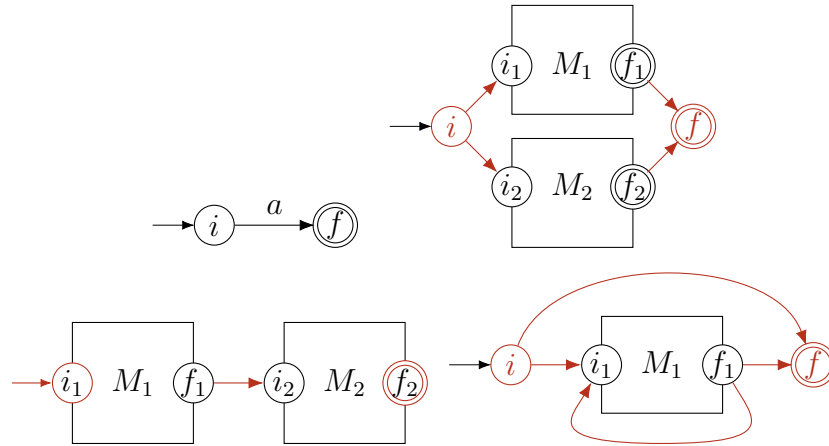 i₁ M₁ f₁
i f
i₂ M₂ f₂
a
i f
i₁ M₁ f₁ i₂ M₂ f₂
i i₁ M₁ f₁ f